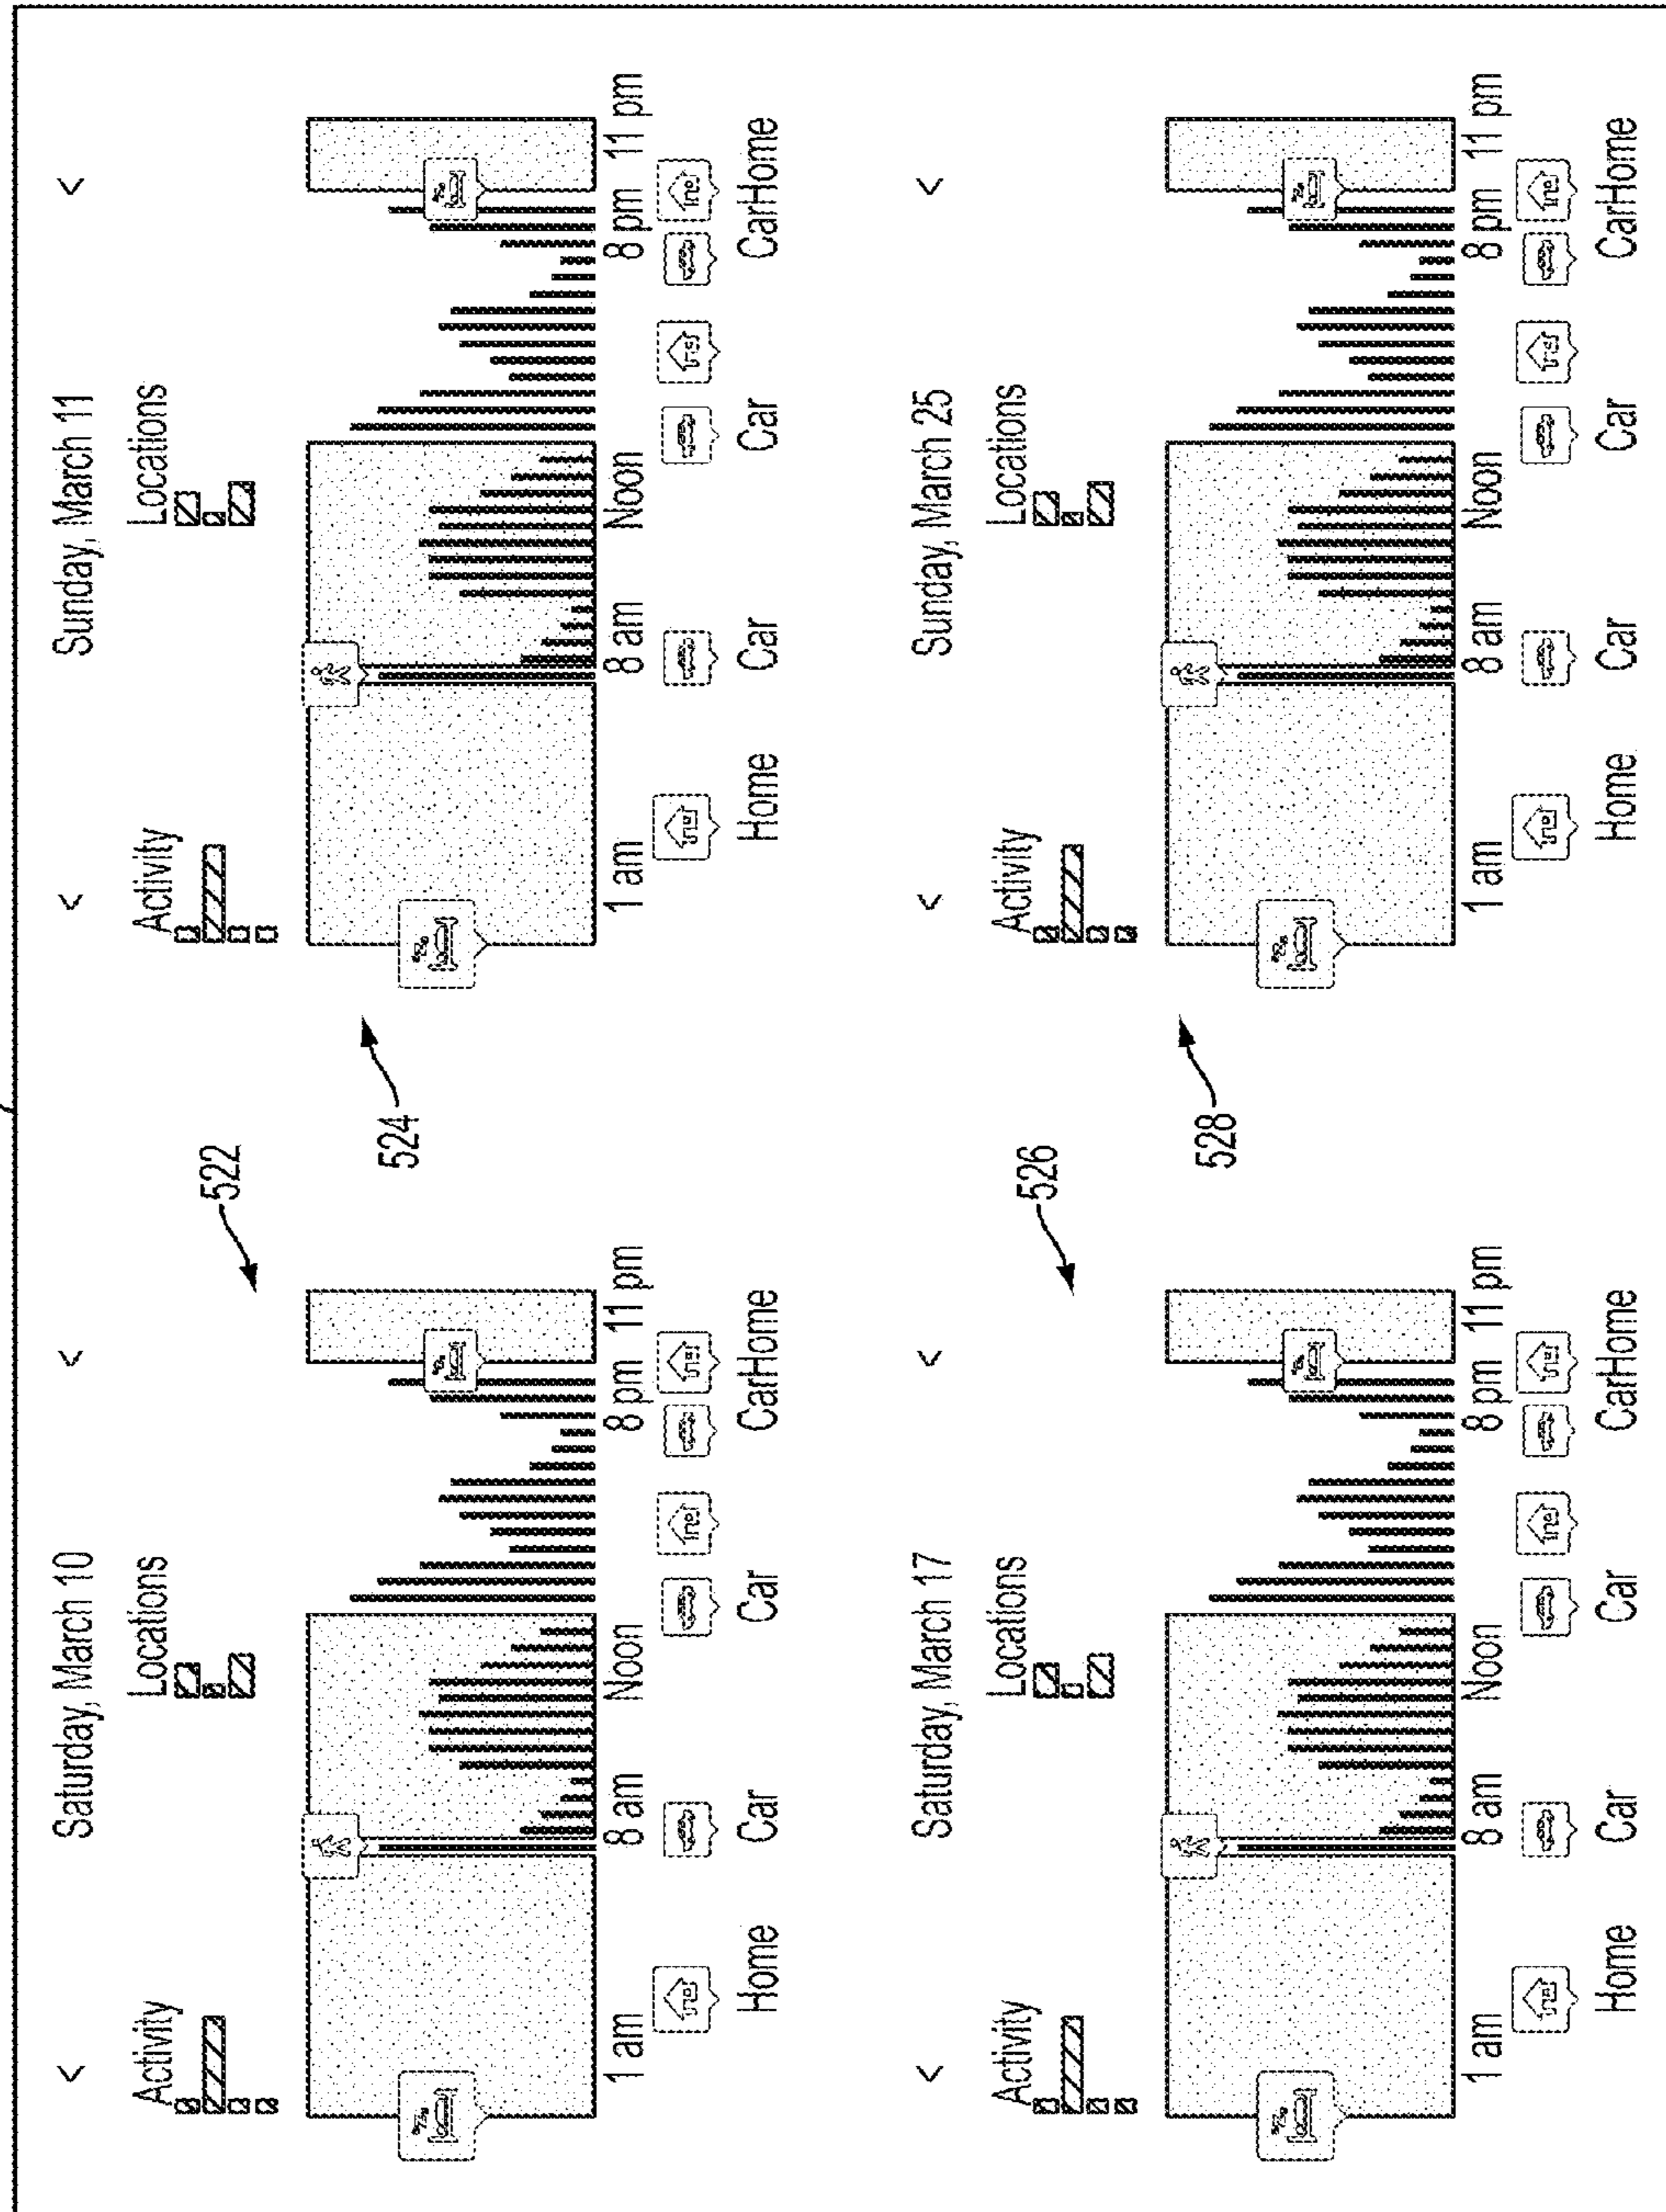 Saturday, March 10
< <
Activity Locations
522
1 am 8 am Noon 8 pm 11 pm
Home Car Car CarHome
Sunday, March 11
< <
Activity Locations
524
1 am 8 am Noon 8 pm 11 pm
Home Car Car CarHome
Saturday, March 17
< <
Activity Locations
526
1 am 8 am Noon 8 pm 11 pm
Home Car Car CarHome
Sunday, March 25
< <
Activity Locations
528
1 am 8 am Noon 8 pm 11 pm
Home Car Car CarHome